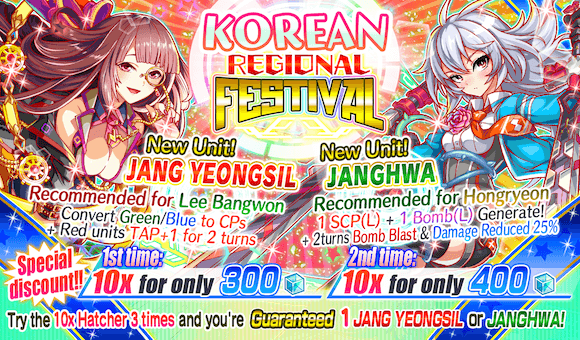 KOREAN
REGIONAL
FESTIVAL
New Unit!
JANG YEONGSIL
Recommended for Lee Bangwon
Convert Green/Blue to CPs
+ Red units TAP+1 for 2 turns
New Unit!
JANGHWA
Recommended for Hongryeon
1 SCP(L) + 1 Bomb(L) Generate!
+ 2turns Bomb Blast & Damage Reduced 25%
Special
discount!!
1st time:
10x for only 300
2nd time:
10x for only 400
Try the 10x Hatcher 3 times and you're Guaranteed 1 JANG YEONGSIL or JANGHWA!